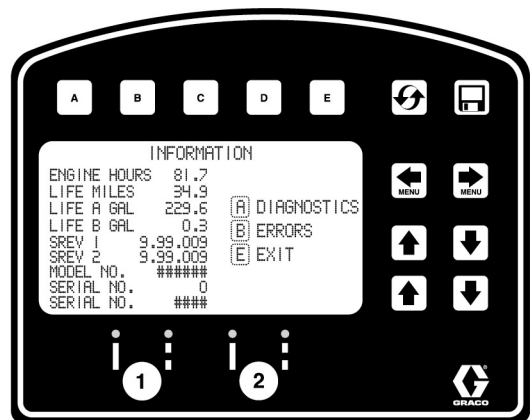 A B C D E
INFORMATION
ENGINE HOURS 81.7
LIFE MILES 34.9
LIFE A GAL 229.6
LIFE B GAL 0.3
SREV 1 9.99.009
SREV 2 9.99.009
MODEL NO. ######
SERIAL NO. 0
SERIAL NO. ####
A DIAGNOSTICS
B ERRORS
E EXIT
MENU MENU
1 2
GRACO